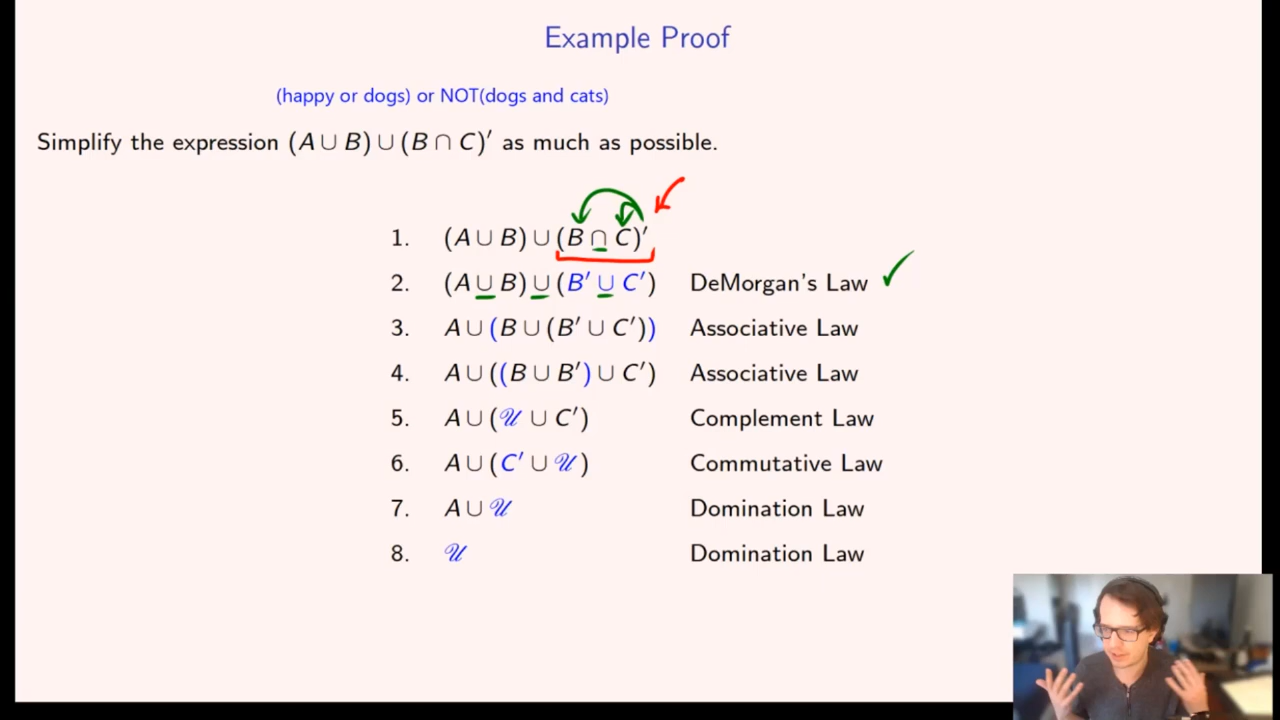 Example Proof
(happy or dogs) or NOT(dogs and cats)
Simplify the expression (A ∪ B) ∪ (B ∩ C)′ as much as possible.
1. (A ∪ B) ∪ (B ∩ C)′
2. (A ∪ B) ∪ (B′ ∪ C′) DeMorgan's Law
3. A ∪ (B ∪ (B′ ∪ C′)) Associative Law
4. A ∪ ((B ∪ B′) ∪ C′) Associative Law
5. A ∪ (𝒰 ∪ C′) Complement Law
6. A ∪ (C′ ∪ 𝒰) Commutative Law
7. A ∪ 𝒰 Domination Law
8. 𝒰 Domination Law